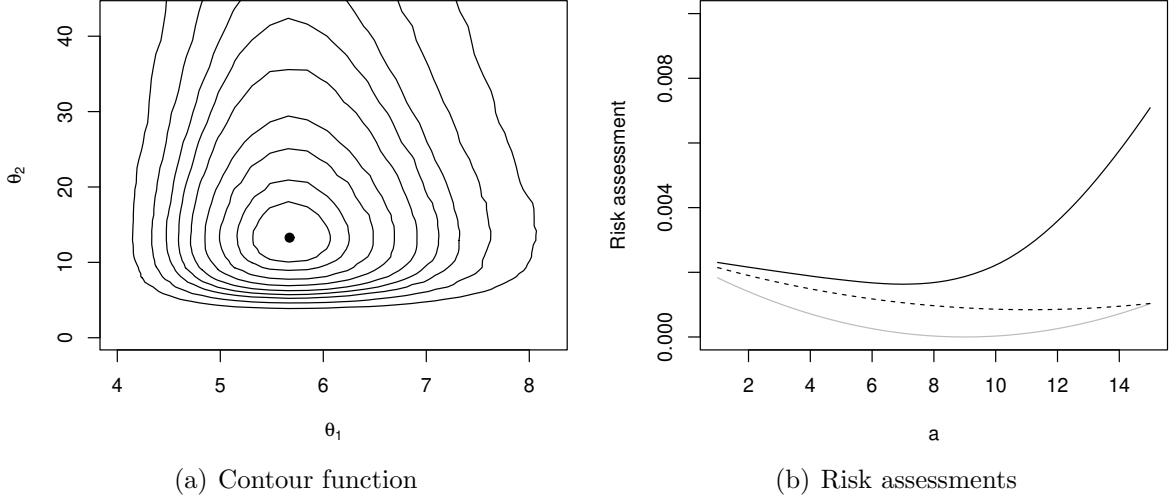 θ2
40
30
20
10
0
4 5 6 7 8
θ1
(a) Contour function
Risk assessment
0.008
0.004
0.000
2 4 6 8 10 12 14
a
(b) Risk assessments